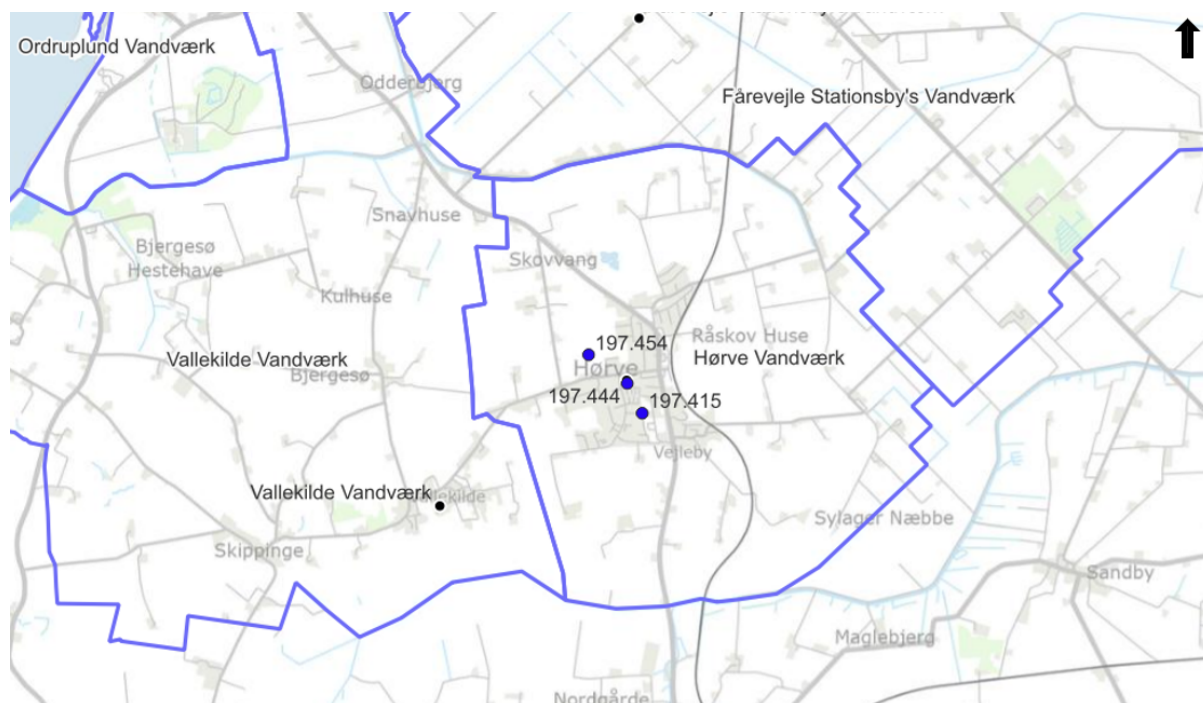 Ordruplund Vandværk
Odderbjerg
Fårevejle Stationsby's Vandværk
Snavhuse
Bjergesø
Hestehave
Skovvang
Kulhuse
Råskov Huse
197.454
Vallekilde Vandværk
Hørve Vandværk
Hørve
Bjergesø
197.444
197.415
Vejleby
Vallekilde Vandværk
Vallekilde
Sylager Næbbe
Skippinge
Sandby
Maglebjerg
Nordgårde